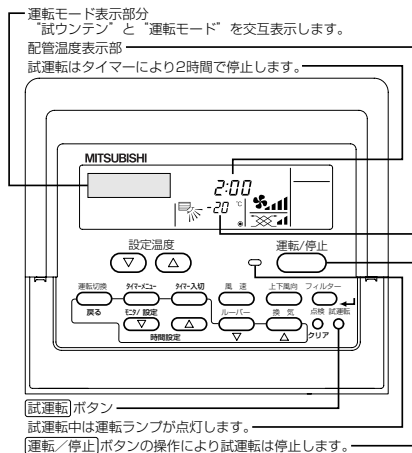 運転モード表示部分
“試ウンテン”と“運転モード”を交互表示します。
配管温度表示部
試運転はタイマーにより2時間で停止します。
MITSUBISHI
2:00
-20 ℃
設定温度
運転/停止
運転切換 タイマーメニュー タイマー入切 風速 上下風向 フィルター
戻る モニタ/設定 ルーバー 換気 点検 試運転
時間設定 クリア
試運転ボタン
試運転中は運転ランプが点灯します。
運転／停止ボタンの操作により試運転は停止します。